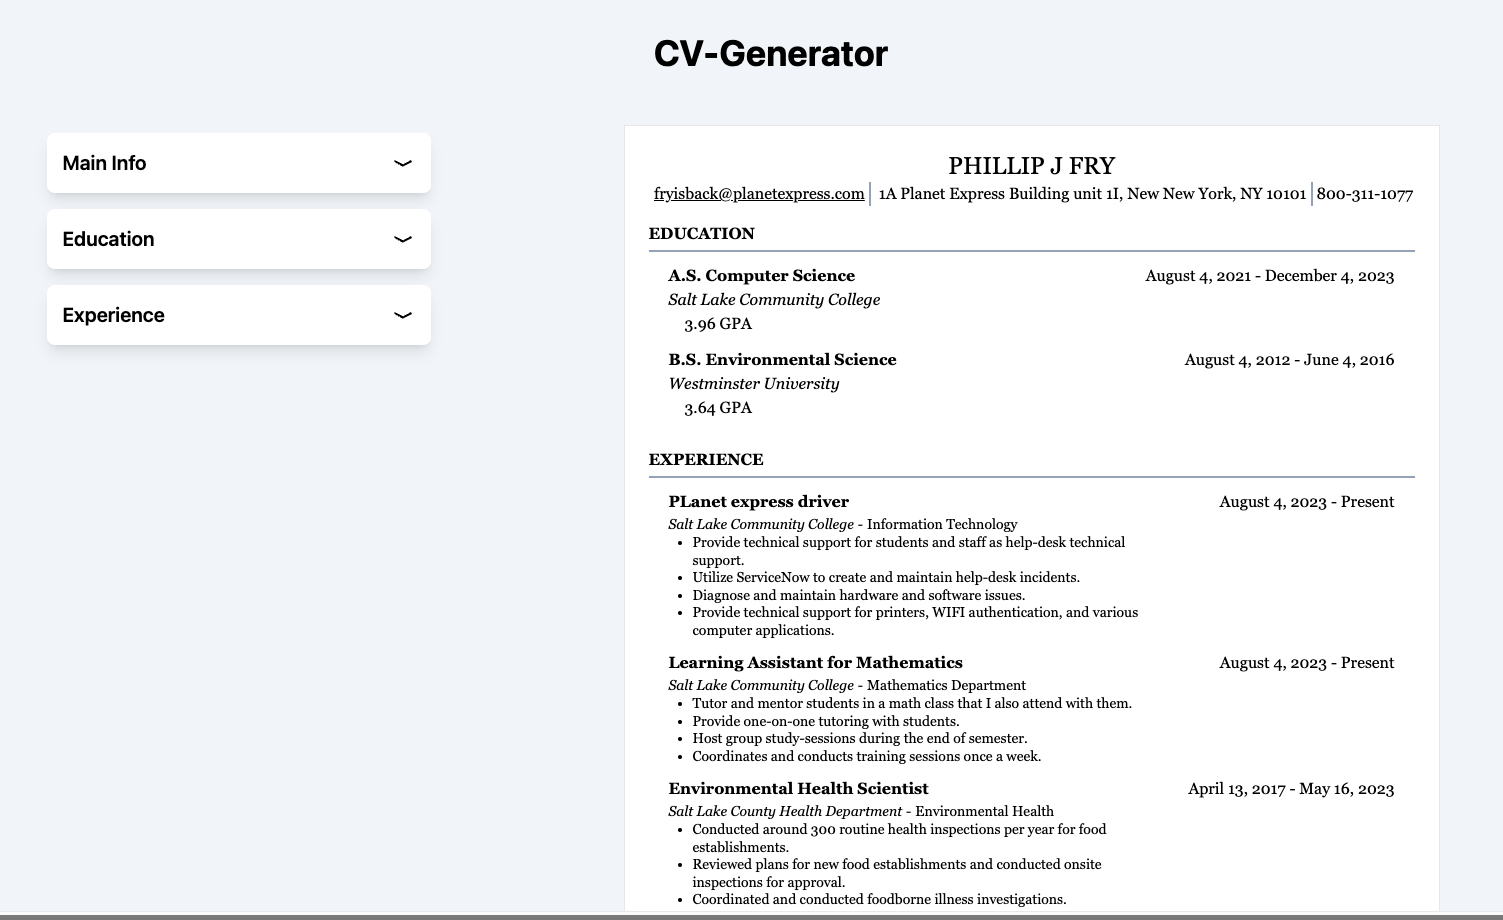 CV-Generator
Main Info
Education
Experience
PHILLIP J FRY
fryisback@planetexpress.com 1A Planet Express Building unit 1I, New New York, NY 10101 800-311-1077
EDUCATION
A.S. Computer Science August 4, 2021 - December 4, 2023
Salt Lake Community College
3.96 GPA
B.S. Environmental Science August 4, 2012 - June 4, 2016
Westminster University
3.64 GPA
EXPERIENCE
PLanet express driver August 4, 2023 - Present
Salt Lake Community College - Information Technology
• Provide technical support for students and staff as help-desk technical
support.
• Utilize ServiceNow to create and maintain help-desk incidents.
• Diagnose and maintain hardware and software issues.
• Provide technical support for printers, WIFI authentication, and various
computer applications.
Learning Assistant for Mathematics August 4, 2023 - Present
Salt Lake Community College - Mathematics Department
• Tutor and mentor students in a math class that I also attend with them.
• Provide one-on-one tutoring with students.
• Host group study-sessions during the end of semester.
• Coordinates and conducts training sessions once a week.
Environmental Health Scientist April 13, 2017 - May 16, 2023
Salt Lake County Health Department - Environmental Health
• Conducted around 300 routine health inspections per year for food
establishments.
• Reviewed plans for new food establishments and conducted onsite
inspections for approval.
• Coordinated and conducted foodborne illness investigations.